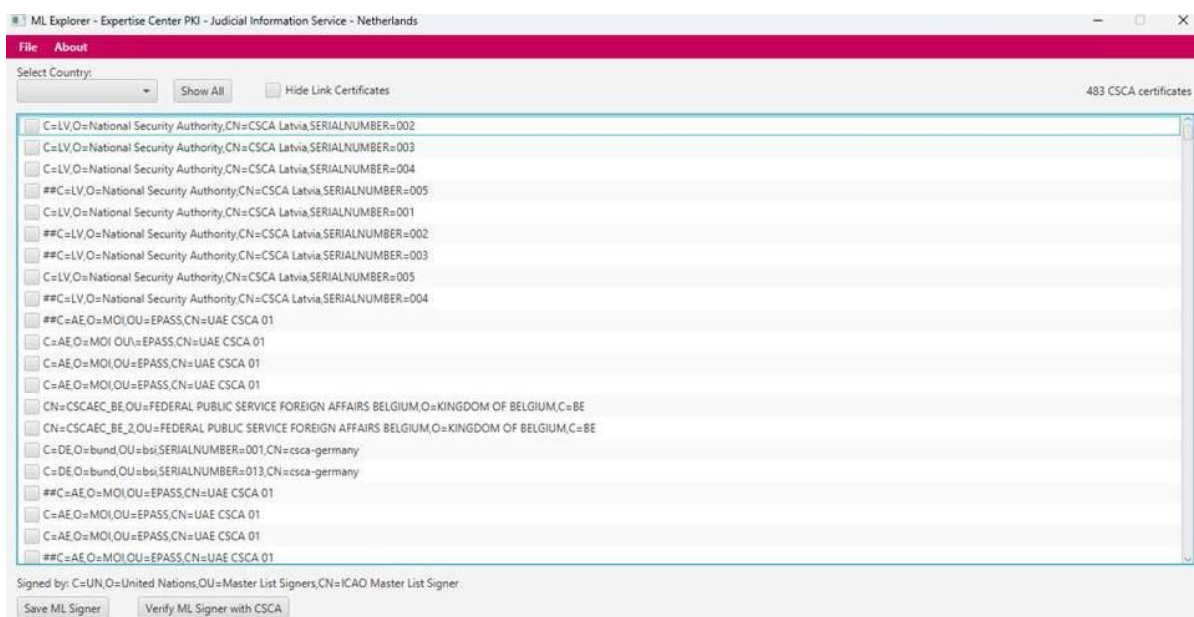 ML Explorer - Expertise Center PKI - Judicial Information Service - Netherlands
File About
Select Country:
Show All Hide Link Certificates 483 CSCA certificates
C=LV,O=National Security Authority,CN=CSCA Latvia,SERIALNUMBER=002
C=LV,O=National Security Authority,CN=CSCA Latvia,SERIALNUMBER=003
C=LV,O=National Security Authority,CN=CSCA Latvia,SERIALNUMBER=004
##C=LV,O=National Security Authority,CN=CSCA Latvia,SERIALNUMBER=005
C=LV,O=National Security Authority,CN=CSCA Latvia,SERIALNUMBER=001
##C=LV,O=National Security Authority,CN=CSCA Latvia,SERIALNUMBER=002
##C=LV,O=National Security Authority,CN=CSCA Latvia,SERIALNUMBER=003
C=LV,O=National Security Authority,CN=CSCA Latvia,SERIALNUMBER=005
##C=LV,O=National Security Authority,CN=CSCA Latvia,SERIALNUMBER=004
##C=AE,O=MOI,OU=EPASS,CN=UAE CSCA 01
C=AE,O=MOI OU\=EPASS,CN=UAE CSCA 01
C=AE,O=MOI,OU=EPASS,CN=UAE CSCA 01
C=AE,O=MOI,OU=EPASS,CN=UAE CSCA 01
CN=CSCAEC_BE,OU=FEDERAL PUBLIC SERVICE FOREIGN AFFAIRS BELGIUM,O=KINGDOM OF BELGIUM,C=BE
CN=CSCAEC_BE_2,OU=FEDERAL PUBLIC SERVICE FOREIGN AFFAIRS BELGIUM,O=KINGDOM OF BELGIUM,C=BE
C=DE,O=bund,OU=bsi,SERIALNUMBER=001,CN=csca-germany
C=DE,O=bund,OU=bsi,SERIALNUMBER=013,CN=csca-germany
##C=AE,O=MOI,OU=EPASS,CN=UAE CSCA 01
C=AE,O=MOI,OU=EPASS,CN=UAE CSCA 01
C=AE,O=MOI,OU=EPASS,CN=UAE CSCA 01
##C=AE,O=MOI,OU=EPASS,CN=UAE CSCA 01
Signed by: C=UN,O=United Nations,OU=Master List Signers,CN=ICAO Master List Signer
Save ML Signer Verify ML Signer with CSCA